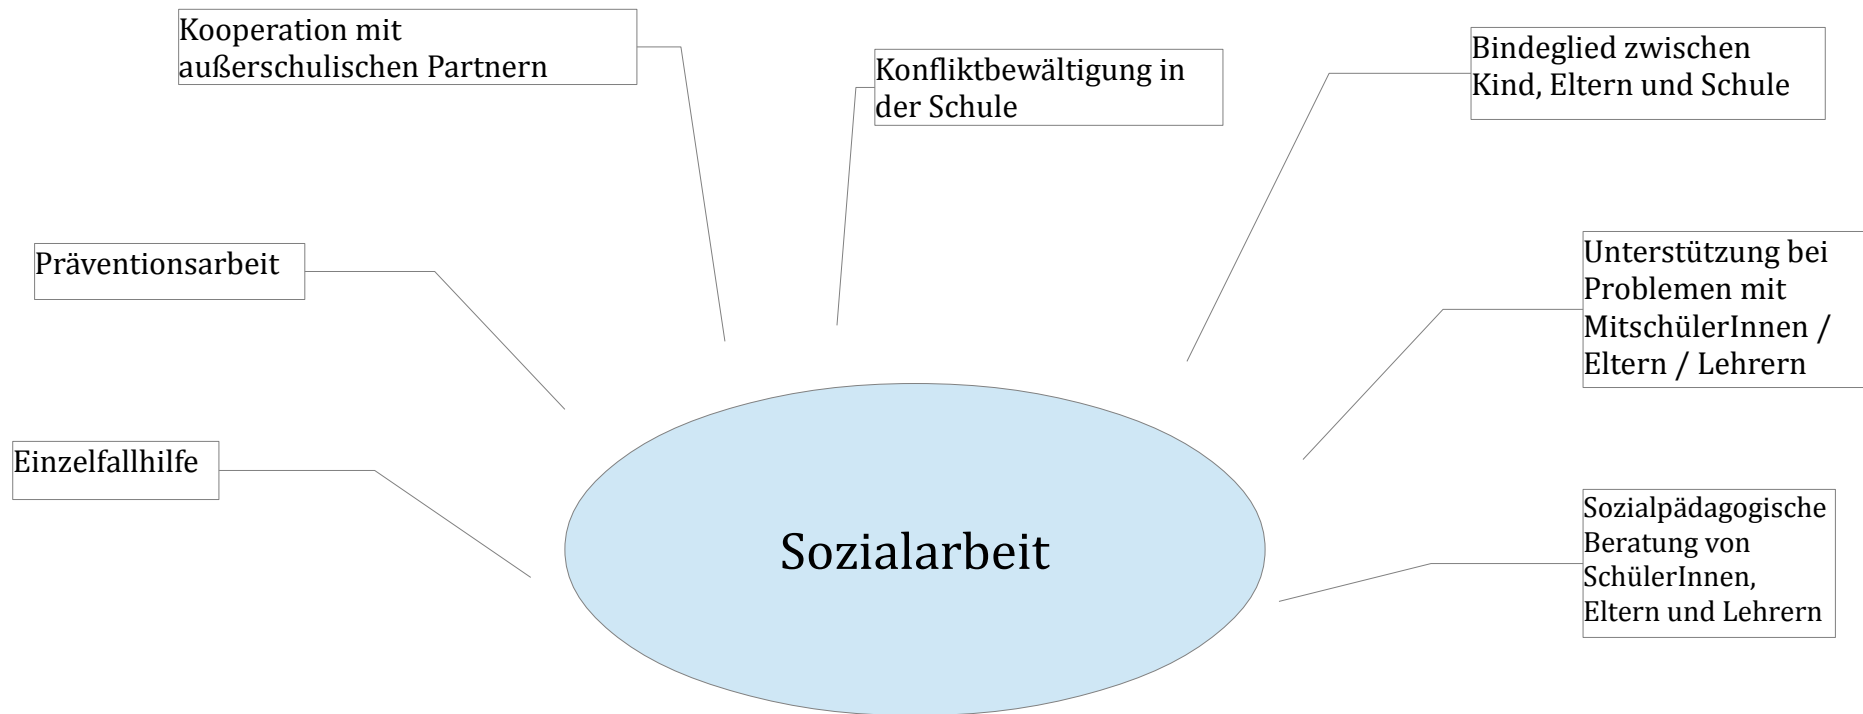 Kooperation mit
außerschulischen Partnern
Konfliktbewältigung in
der Schule
Bindeglied zwischen
Kind, Eltern und Schule
Präventionsarbeit
Unterstützung bei
Problemen mit
MitschülerInnen /
Eltern / Lehrern
Einzelfallhilfe
Sozialpädagogische
Beratung von
SchülerInnen,
Eltern und Lehrern
Sozialarbeit